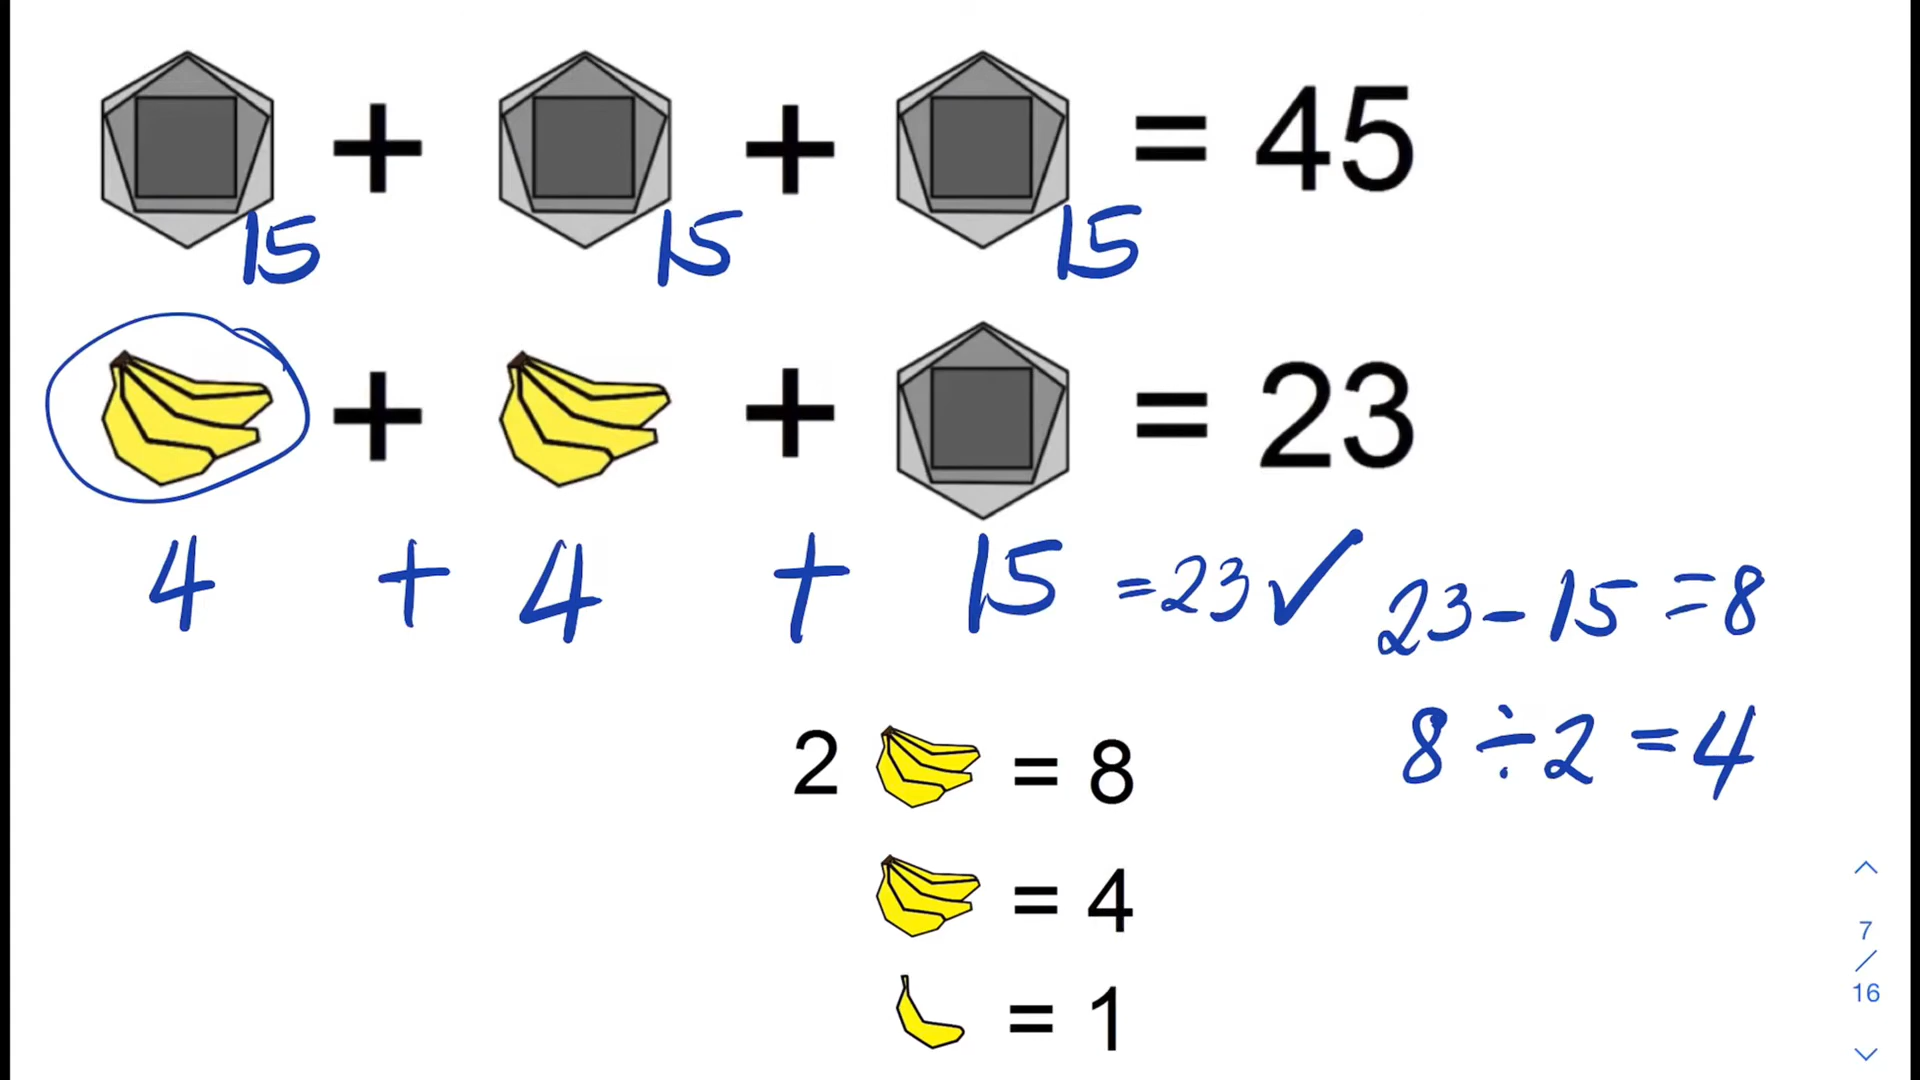 + + = 45
15 15 15
+ + = 23
4 + 4 + 15 = 23 ✓
23 - 15 = 8
8 ÷ 2 = 4
2 = 8
= 4
= 1
7
/
16